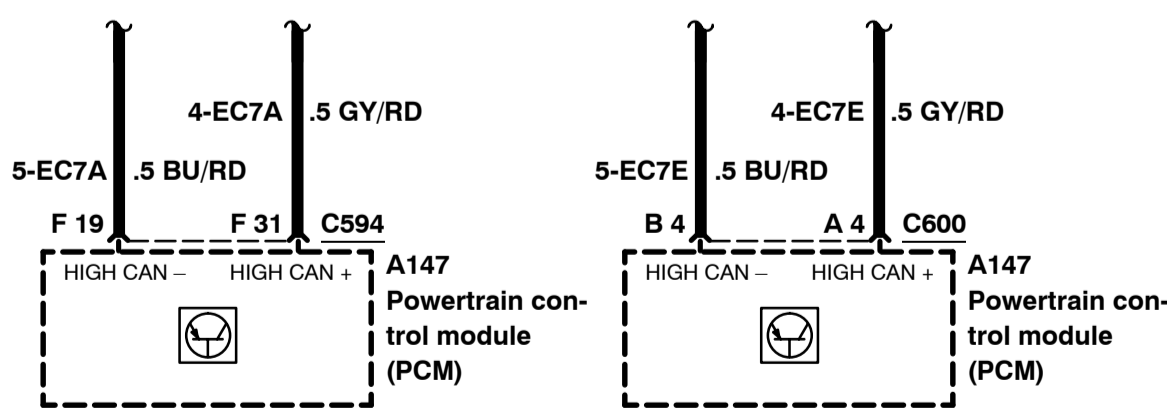 4-EC7A .5 GY/RD
5-EC7A .5 BU/RD
F 19 F 31 C594
HIGH CAN – HIGH CAN +
A147
Powertrain con-
trol module
(PCM)
4-EC7E .5 GY/RD
5-EC7E .5 BU/RD
B 4 A 4 C600
HIGH CAN – HIGH CAN +
A147
Powertrain con-
trol module
(PCM)